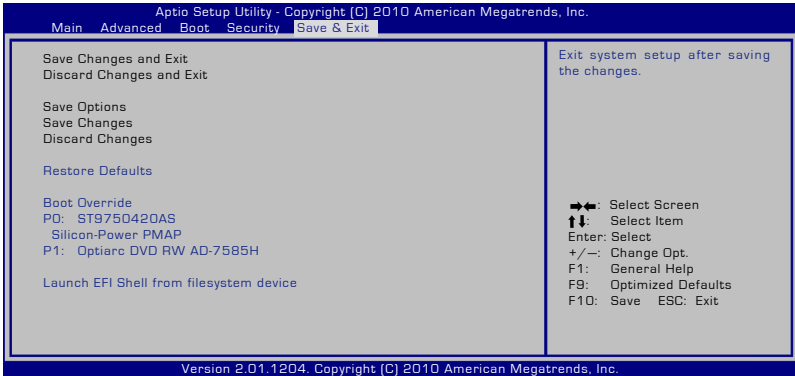 Aptio Setup Utility - Copyright (C) 2010 American Megatrends, Inc.
Main Advanced Boot Security Save & Exit
Save Changes and Exit
Discard Changes and Exit
Save Options
Save Changes
Discard Changes
Restore Defaults
Boot Override
P0: ST9750420AS
Silicon-Power PMAP
P1: Optiarc DVD RW AD-7585H
Launch EFI Shell from filesystem device
Exit system setup after saving
the changes.
→←: Select Screen
↑↓: Select Item
Enter: Select
+/—: Change Opt.
F1: General Help
F9: Optimized Defaults
F10: Save ESC: Exit
Version 2.01.1204. Copyright (C) 2010 American Megatrends, Inc.